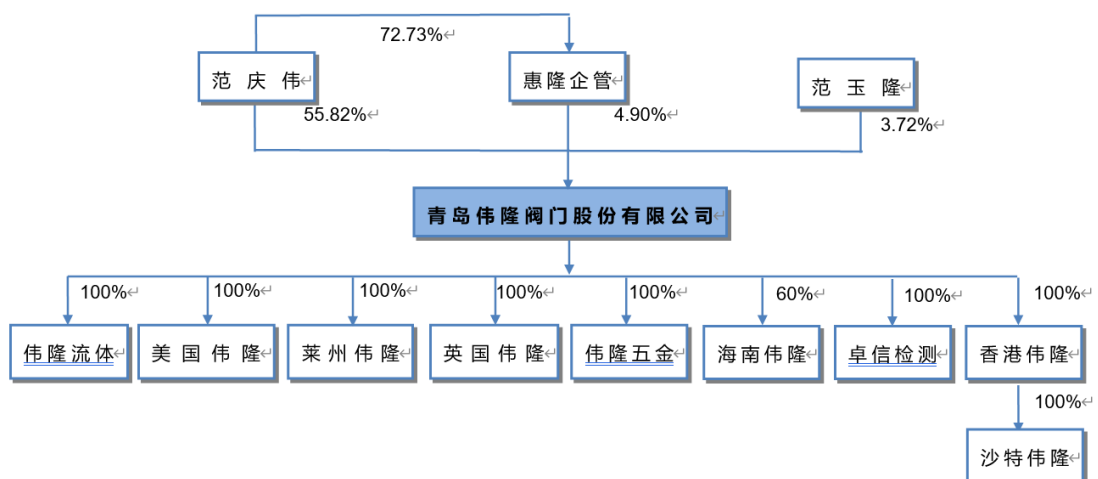 72.73%
范庆伟
惠隆企管
范玉隆
55.82%
4.90%
3.72%
青岛伟隆阀门股份有限公司
100%
100%
100%
100%
100%
60%
100%
100%
伟隆流体
美国伟隆
莱州伟隆
英国伟隆
伟隆五金
海南伟隆
卓信检测
香港伟隆
100%
沙特伟隆